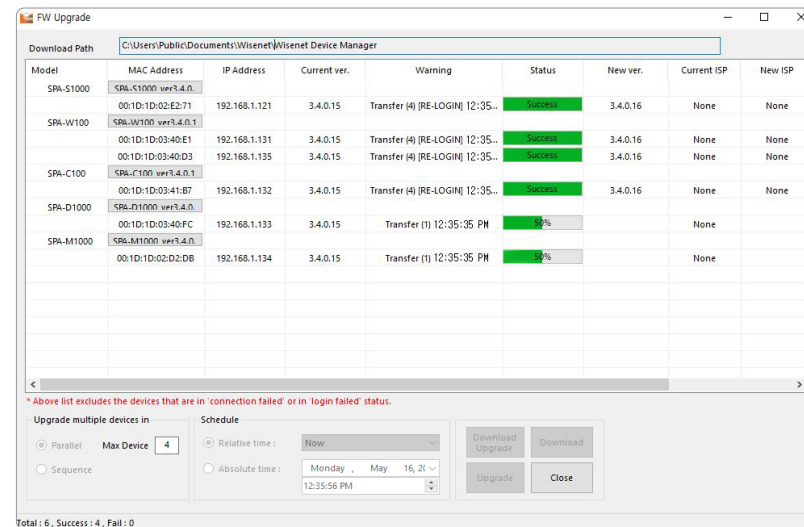 FW Upgrade
Download Path C:\Users\Public\Documents\Wisenet\Wisenet Device Manager
Model MAC Address IP Address Current ver. Warning Status New ver. Current ISP New ISP
SPA-S1000 SPA-S1000_ver3.4.0.
00:1D:1D:02:E2:71 192.168.1.121 3.4.0.15 Transfer (4) [RE-LOGIN] 12:35... Success 3.4.0.16 None None
SPA-W100 SPA-W100_ver3.4.0.1
00:1D:1D:03:40:E1 192.168.1.131 3.4.0.15 Transfer (4) [RE-LOGIN] 12:35... Success 3.4.0.16 None None
00:1D:1D:03:40:D3 192.168.1.135 3.4.0.15 Transfer (4) [RE-LOGIN] 12:35... Success 3.4.0.16 None None
SPA-C100 SPA-C100_ver3.4.0.1
00:1D:1D:03:41:B7 192.168.1.132 3.4.0.15 Transfer (4) [RE-LOGIN] 12:35... Success 3.4.0.16 None None
SPA-D1000 SPA-D1000_ver3.4.0.
00:1D:1D:03:40:FC 192.168.1.133 3.4.0.15 Transfer (1) 12:35:35 PM 50% None
SPA-M1000 SPA-M1000_ver3.4.0.
00:1D:1D:02:D2:DB 192.168.1.134 3.4.0.15 Transfer (1) 12:35:35 PM 50% None
* Above list excludes the devices that are in 'connection failed' or in 'login failed' status.
Upgrade multiple devices in Schedule
Parallel Max Device 4 Relative time : Now Download Upgrade Download
Sequence Absolute time : Monday , May 16, 20 Upgrade Close
12:35:56 PM
Total : 6 , Success : 4 , Fail : 0